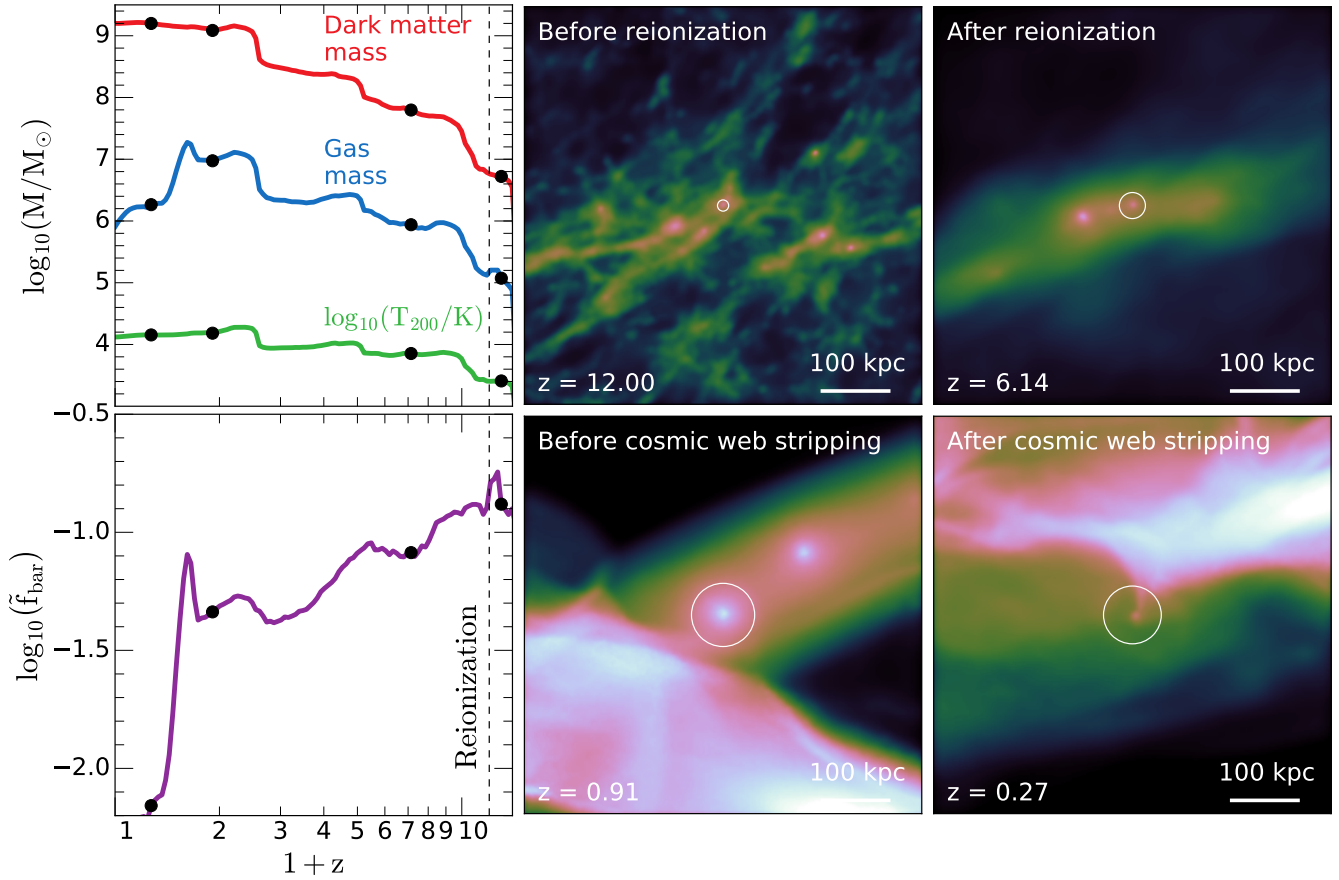 Dark matter
mass
Gas
mass
log₁₀(T₂₀₀/K)
log₁₀(M/M⊙)
9
8
7
6
5
4
Before reionization
z = 12.00
100 kpc
After reionization
z = 6.14
100 kpc
log₁₀(f̃_bar)
−0.5
−1.0
−1.5
−2.0
Reionization
1 2 3 4 5 6 7 8 9 10
1 + z
Before cosmic web stripping
z = 0.91
100 kpc
After cosmic web stripping
z = 0.27
100 kpc